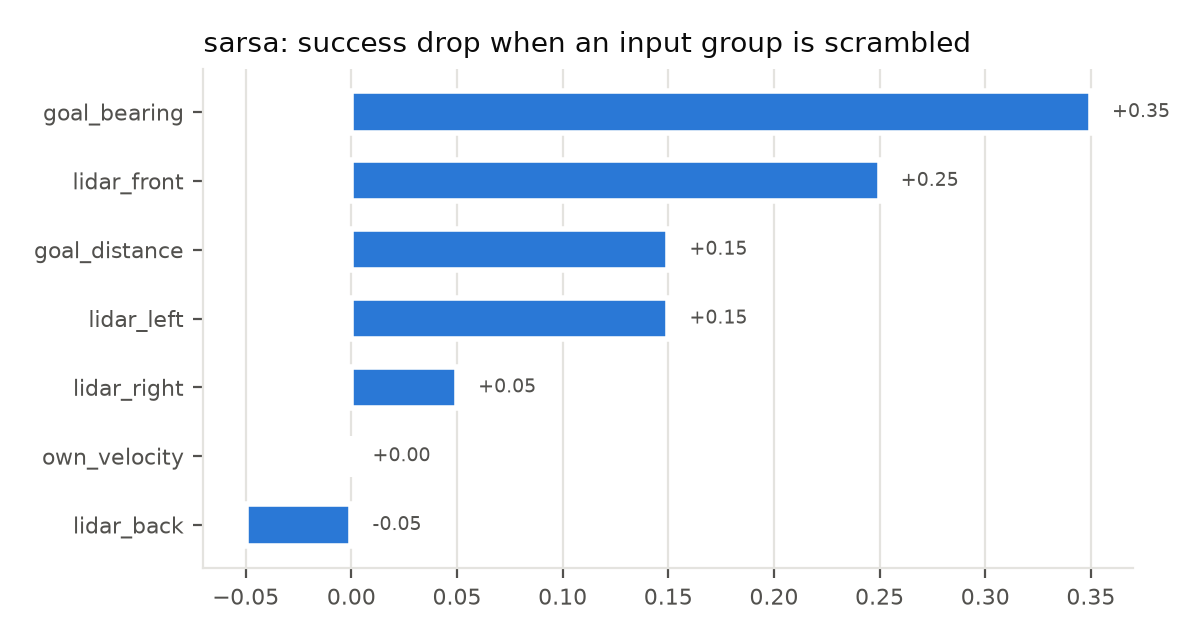 sarsa: success drop when an input group is scrambled
goal_bearing +0.35
lidar_front +0.25
goal_distance +0.15
lidar_left +0.15
lidar_right +0.05
own_velocity +0.00
lidar_back -0.05
−0.05 0.00 0.05 0.10 0.15 0.20 0.25 0.30 0.35